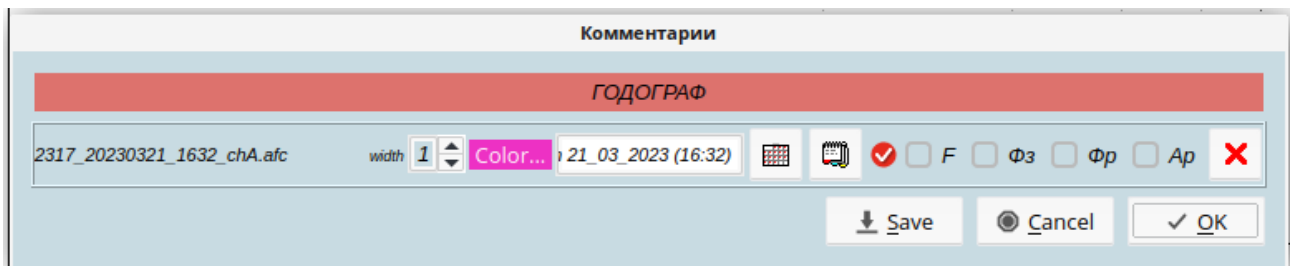 Комментарии
ГОДОГРАФ
2317_20230321_1632_chA.afc width 1 Color... 21_03_2023 (16:32) F Фз Фр Ар
Save Cancel OK